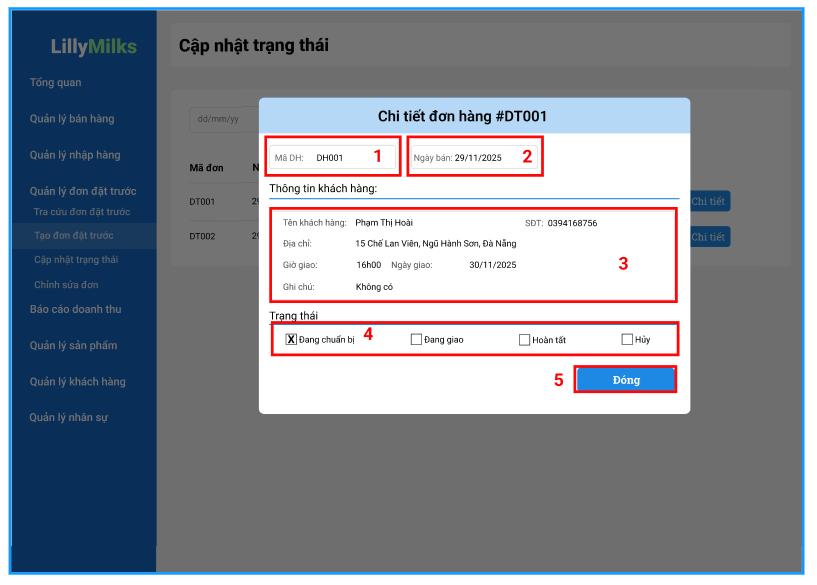 LillyMilks
Cập nhật trạng thái
Tổng quan
Quản lý bán hàng
Quản lý nhập hàng
Quản lý đơn đặt trước
Tra cứu đơn đặt trước
Tạo đơn đặt trước
Cập nhật trạng thái
Chỉnh sửa đơn
Báo cáo doanh thu
Quản lý sản phẩm
Quản lý khách hàng
Quản lý nhân sự
dd/mm/yy
Mã đơn N
DT001 29 Chi tiết
DT002 29 Chi tiết
Chi tiết đơn hàng #DT001
Mã DH: DH001 1 Ngày bán: 29/11/2025 2
Thông tin khách hàng:
Tên khách hàng: Phạm Thị Hoài SĐT: 0394168756
Địa chỉ: 15 Chế Lan Viên, Ngũ Hành Sơn, Đà Nẵng
Giờ giao: 16h00 Ngày giao: 30/11/2025 3
Ghi chú: Không có
Trạng thái
X Đang chuẩn bị 4 Đang giao Hoàn tất Hủy
5 Đóng